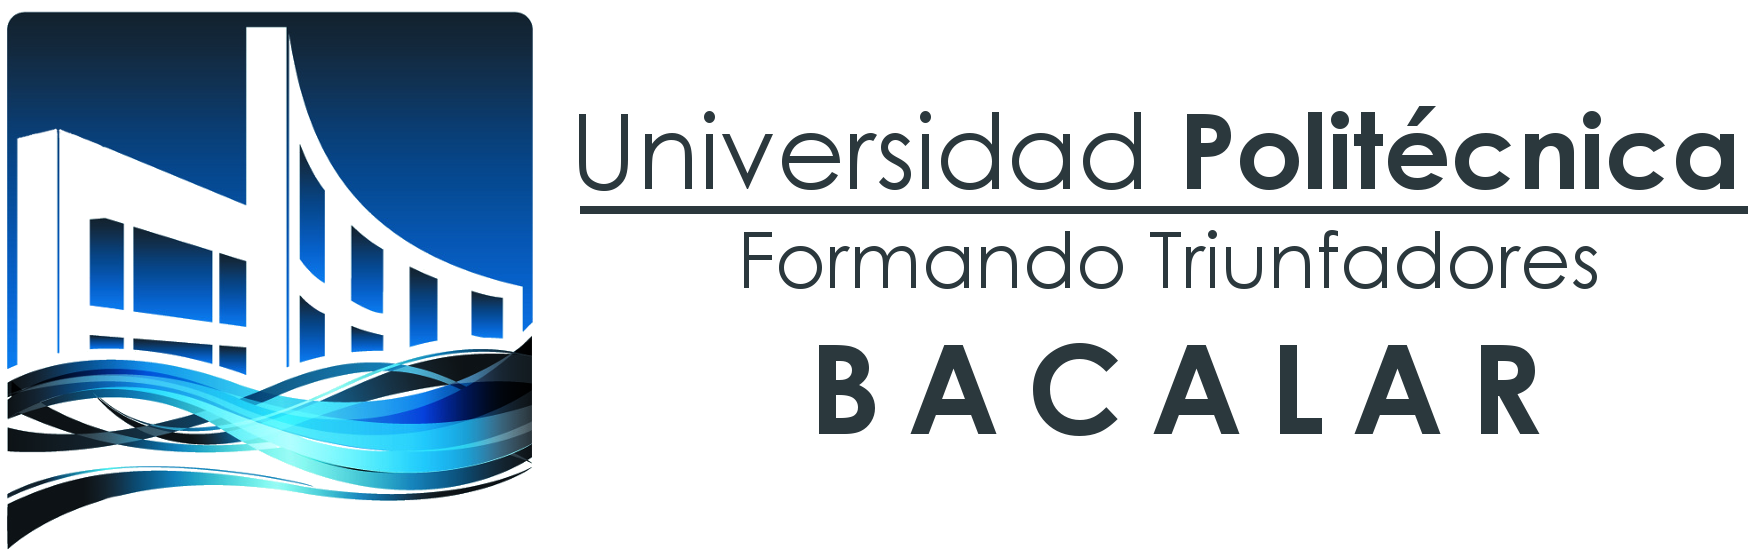 Universidad Politécnica
Formando Triunfadores
BACALAR